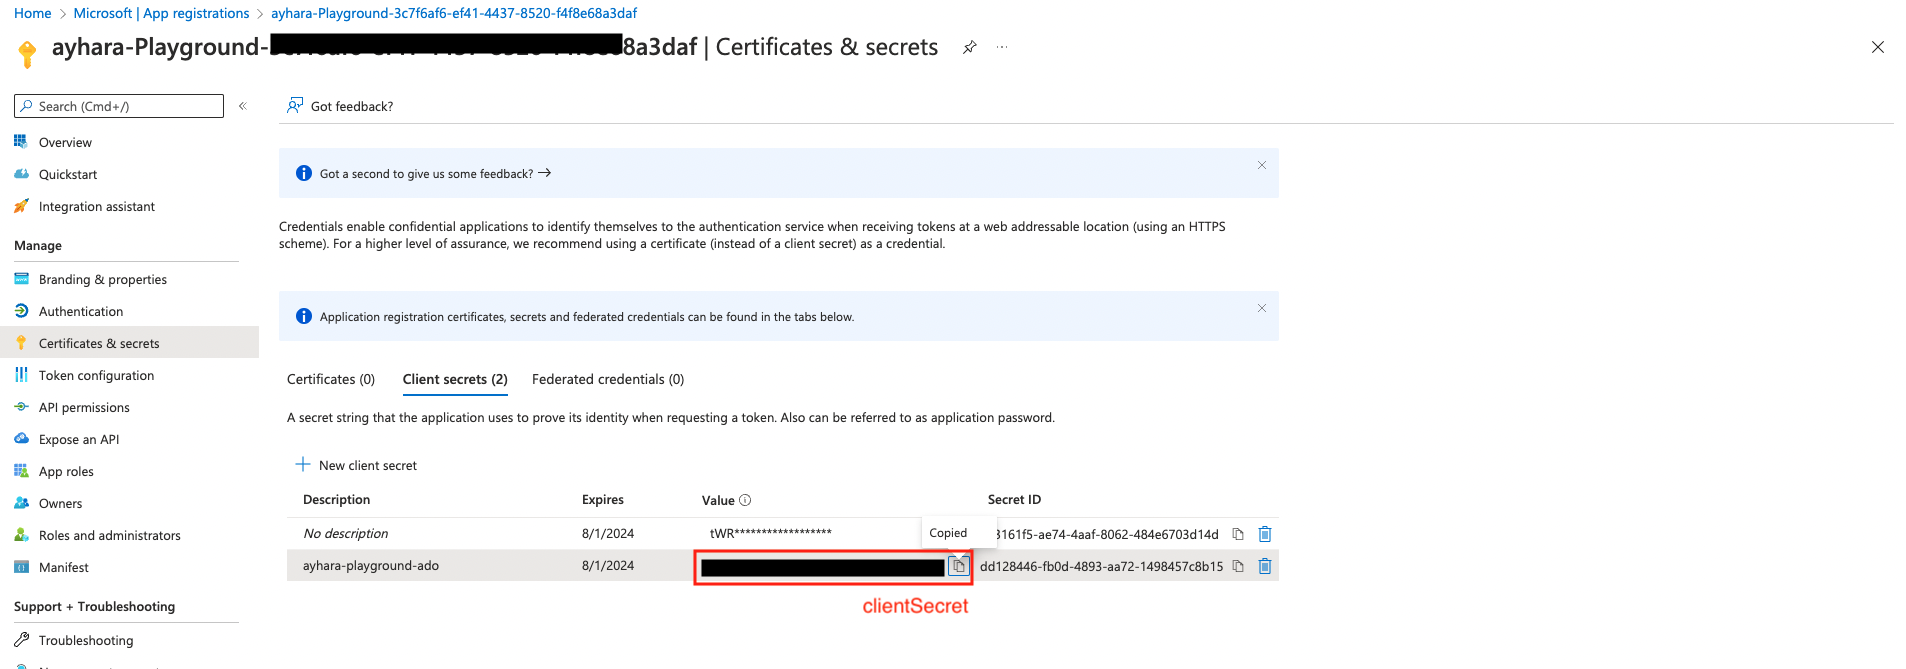 Home > Microsoft | App registrations > ayhara-Playground-3c7f6af6-ef41-4437-8520-f4f8e68a3daf
ayhara-Playground-8a3daf | Certificates & secrets
Search (Cmd+/)
Got feedback?
Overview
Quickstart
Integration assistant
Manage
Branding & properties
Authentication
Certificates & secrets
Token configuration
API permissions
Expose an API
App roles
Owners
Roles and administrators
Manifest
Support + Troubleshooting
Troubleshooting
Got a second to give us some feedback? →
Credentials enable confidential applications to identify themselves to the authentication service when receiving tokens at a web addressable location (using an HTTPS
scheme). For a higher level of assurance, we recommend using a certificate (instead of a client secret) as a credential.
Application registration certificates, secrets and federated credentials can be found in the tabs below.
Certificates (0) Client secrets (2) Federated credentials (0)
A secret string that the application uses to prove its identity when requesting a token. Also can be referred to as application password.
New client secret
Description Expires Value Secret ID
No description 8/1/2024 tWR****************** Copied 161f5-ae74-4aaf-8062-484e6703d14d
ayhara-playground-ado 8/1/2024 dd128446-fb0d-4893-aa72-1498457c8b15
clientSecret